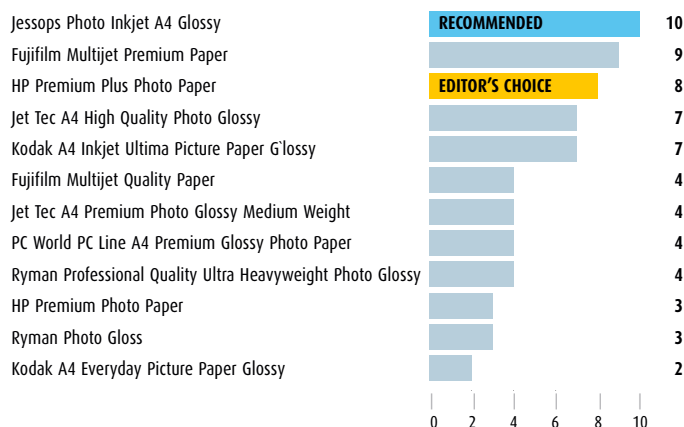 Jessops Photo Inkjet A4 Glossy RECOMMENDED 10
Fujifilm Multijet Premium Paper 9
HP Premium Plus Photo Paper EDITOR'S CHOICE 8
Jet Tec A4 High Quality Photo Glossy 7
Kodak A4 Inkjet Ultima Picture Paper G`lossy 7
Fujifilm Multijet Quality Paper 4
Jet Tec A4 Premium Photo Glossy Medium Weight 4
PC World PC Line A4 Premium Glossy Photo Paper 4
Ryman Professional Quality Ultra Heavyweight Photo Glossy 4
HP Premium Photo Paper 3
Ryman Photo Gloss 3
Kodak A4 Everyday Picture Paper Glossy 2
0 2 4 6 8 10